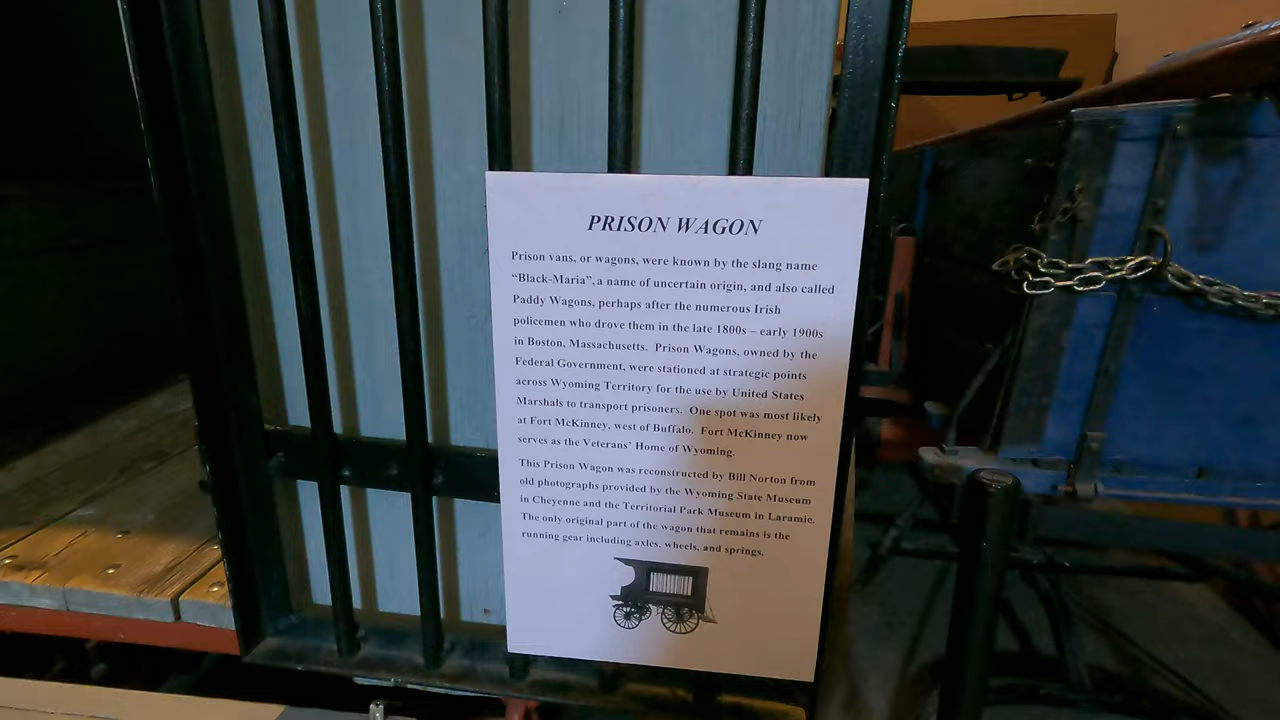 PRISON WAGON
Prison vans, or wagons, were known by the slang name
“Black-Maria”, a name of uncertain origin, and also called
Paddy Wagons, perhaps after the numerous Irish
policemen who drove them in the late 1800s – early 1900s
in Boston, Massachusetts. Prison Wagons, owned by the
Federal Government, were stationed at strategic points
across Wyoming Territory for the use by United States
Marshals to transport prisoners. One spot was most likely
at Fort McKinney, west of Buffalo. Fort McKinney now
serves as the Veterans’ Home of Wyoming.
This Prison Wagon was reconstructed by Bill Norton from
old photographs provided by the Wyoming State Museum
in Cheyenne and the Territorial Park Museum in Laramie.
The only original part of the wagon that remains is the
running gear including axles, wheels, and springs.